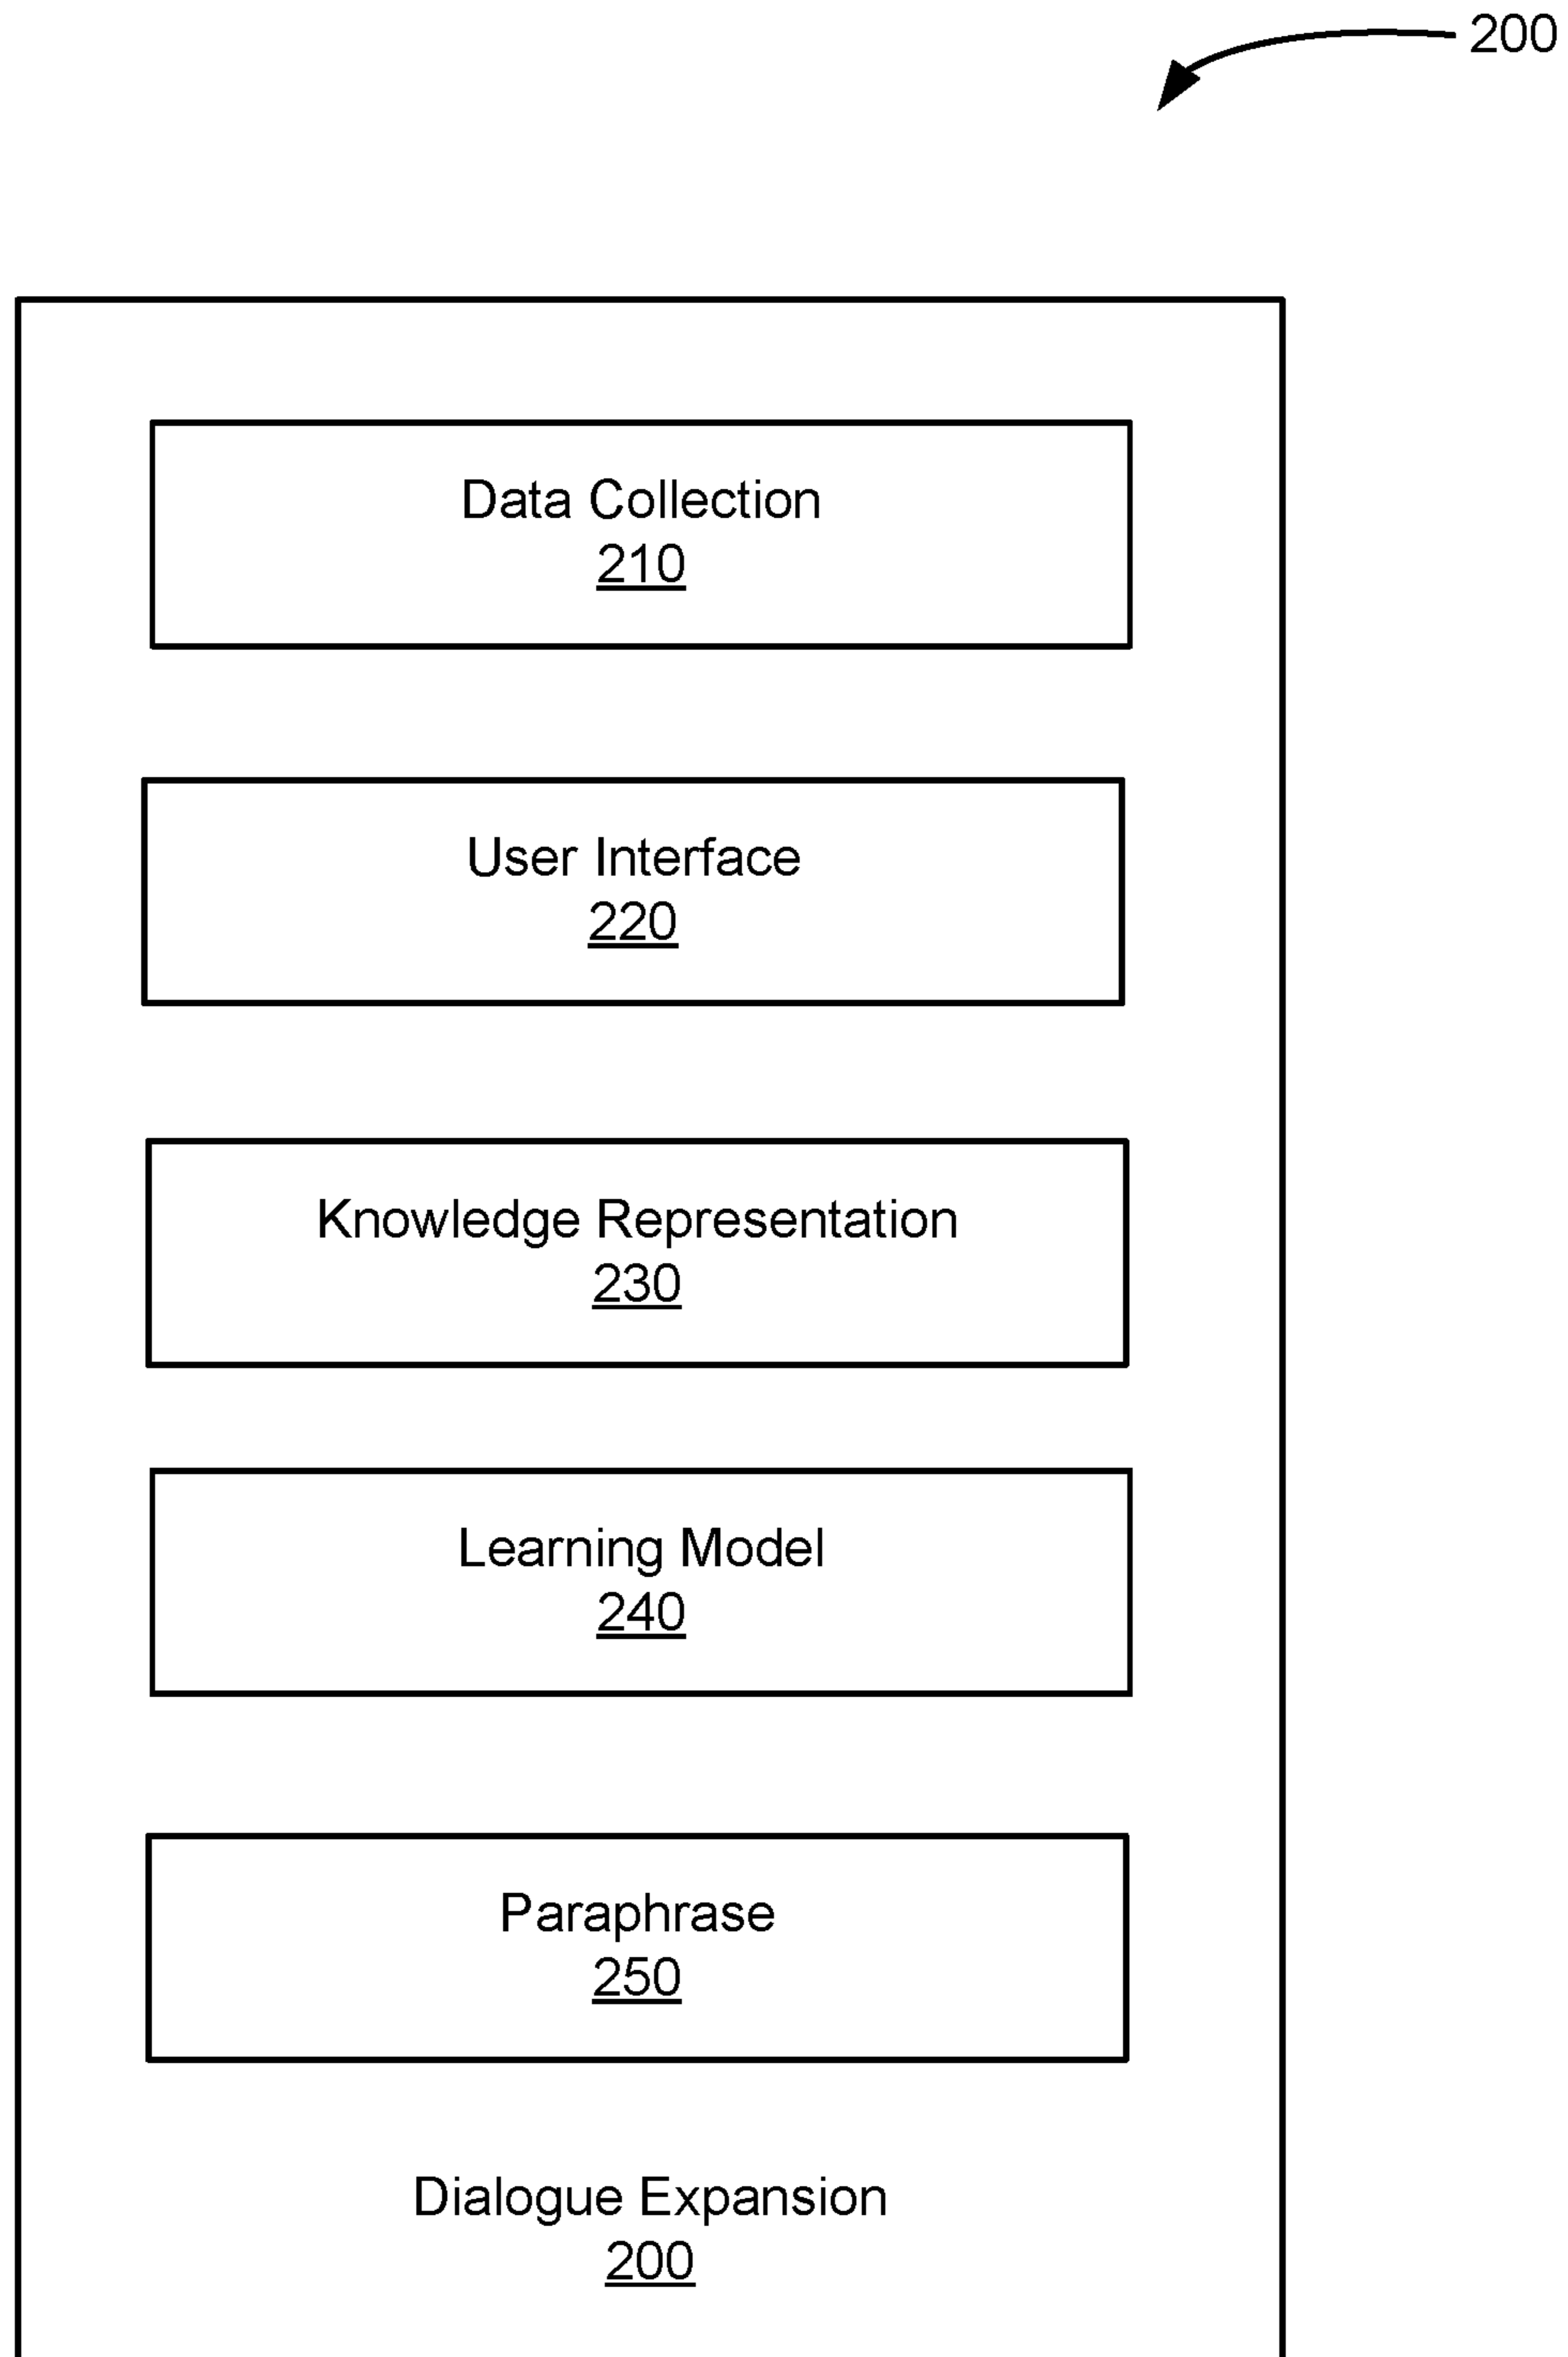 200
Data Collection
210
User Interface
220
Knowledge Representation
230
Learning Model
240
Paraphrase
250
Dialogue Expansion
200